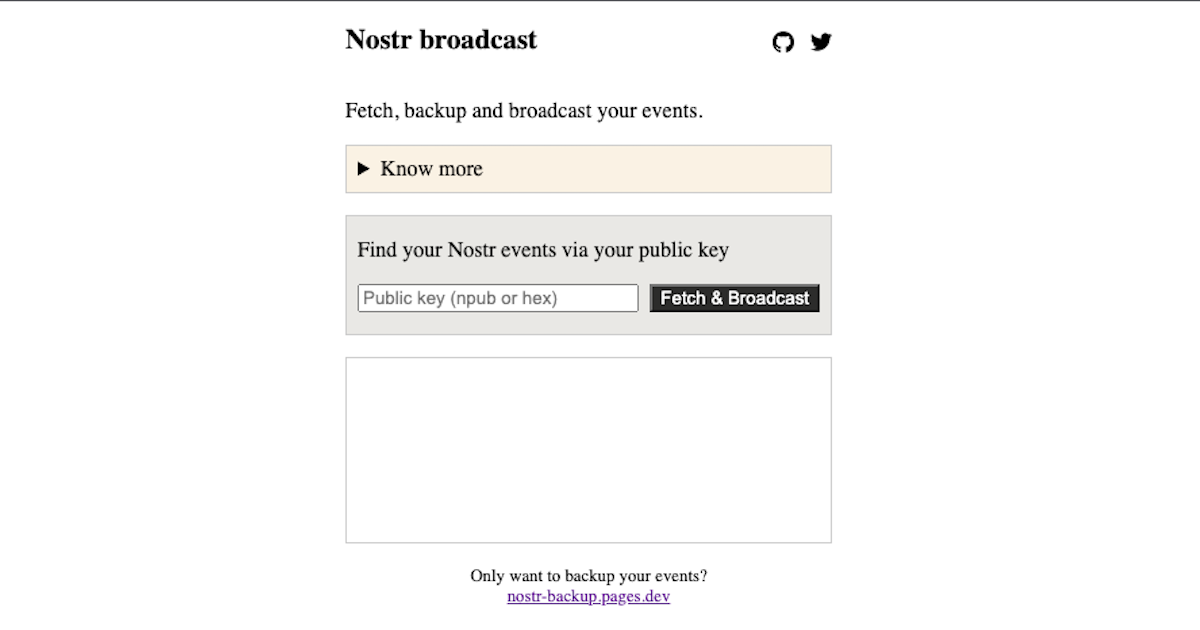 Nostr broadcast
Fetch, backup and broadcast your events.
Know more
Find your Nostr events via your public key
Public key (npub or hex)
Fetch & Broadcast
Only want to backup your events?
nostr-backup.pages.dev